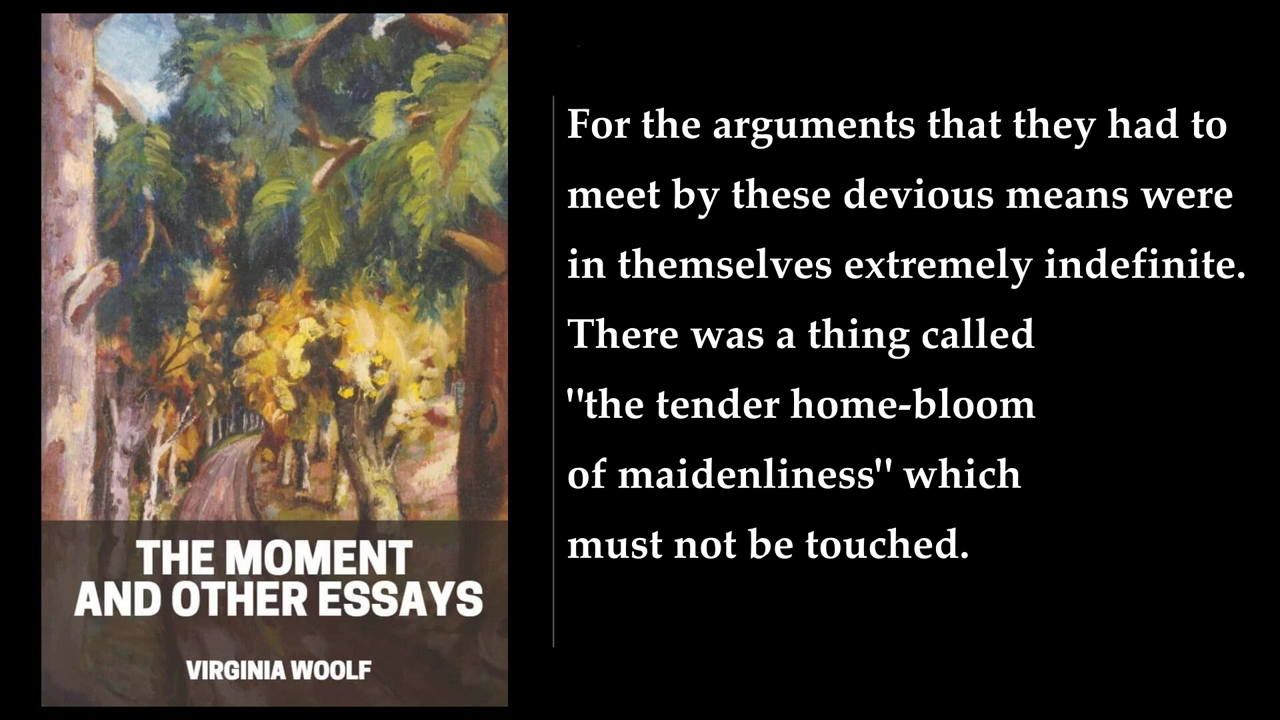 THE MOMENT
AND OTHER ESSAYS
VIRGINIA WOOLF
For the arguments that they had to
meet by these devious means were
in themselves extremely indefinite.
There was a thing called
"the tender home-bloom
of maidenliness" which
must not be touched.